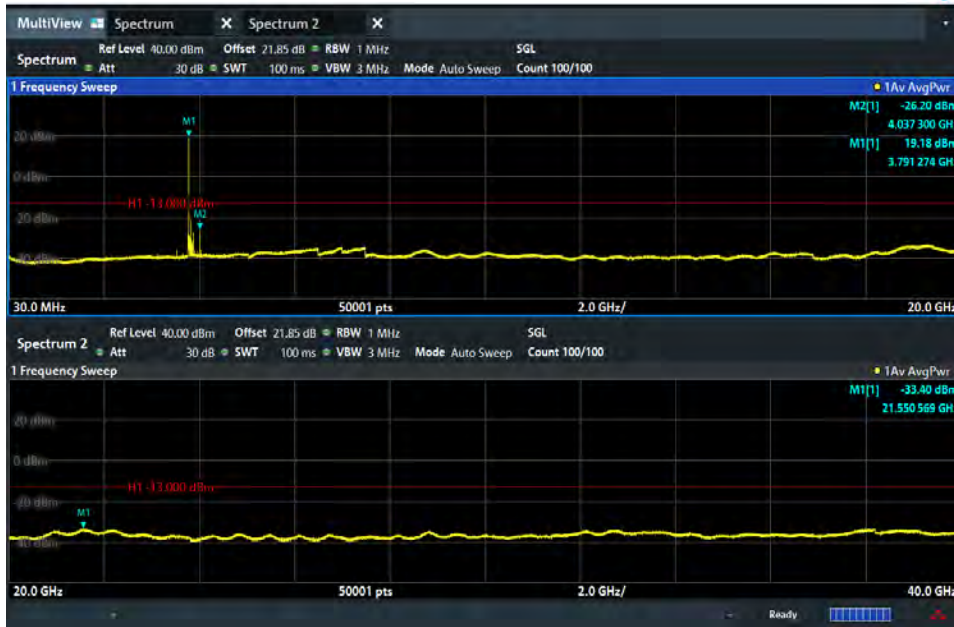 MultiView Spectrum X Spectrum 2 X
Spectrum Ref Level 40.00 dBm Offset 21.85 dB RBW 1 MHz SGL
Att 30 dB SWT 100 ms VBW 3 MHz Mode Auto Sweep Count 100/100
1 Frequency Sweep 1Av AvgPwr
M2[1] -26.20 dBm
4.037 300 GH
M1[1] 19.18 dBm
3.791 274 GH
M1
20 dBm
0 dBm
H1 -13.000 dBm
M2
-20 dBm
-40 dBm
30.0 MHz 50001 pts 2.0 GHz/ 20.0 GHz
Spectrum 2 Ref Level 40.00 dBm Offset 21.85 dB RBW 1 MHz SGL
Att 30 dB SWT 100 ms VBW 3 MHz Mode Auto Sweep Count 100/100
1 Frequency Sweep 1Av AvgPwr
M1[1] -33.40 dBm
21.550 569 GH
20 dBm
0 dBm
H1 -13.000 dBm
-20 dBm
M1
-40 dBm
20.0 GHz 50001 pts 2.0 GHz/ 40.0 GHz
Ready